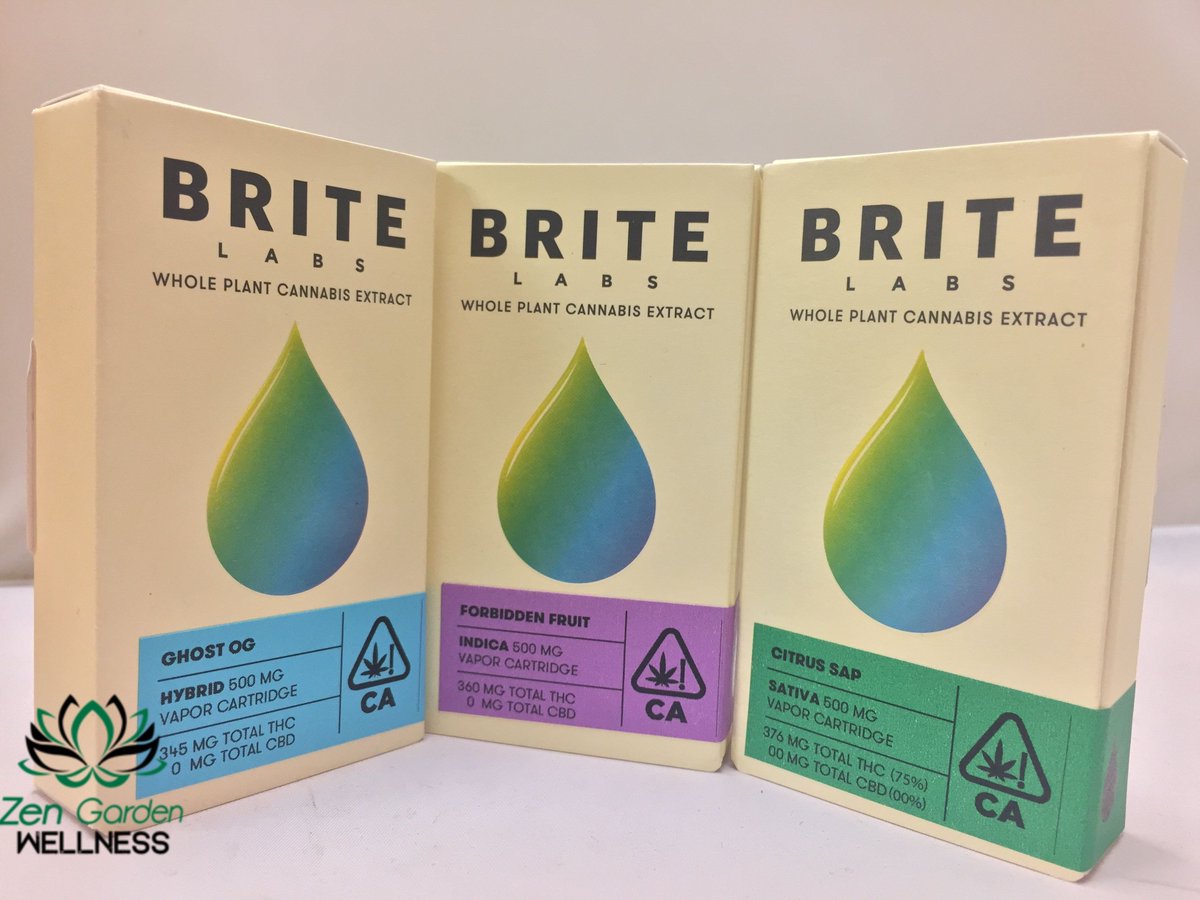 BRITE
LABS
WHOLE PLANT CANNABIS EXTRACT
GHOST OG
HYBRID 500 MG
VAPOR CARTRIDGE
345 MG TOTAL THC
0 MG TOTAL CBD
CA
BRITE
LABS
WHOLE PLANT CANNABIS EXTRACT
FORBIDDEN FRUIT
INDICA 500 MG
VAPOR CARTRIDGE
360 MG TOTAL THC
0 MG TOTAL CBD
!
CA
BRITE
LABS
WHOLE PLANT CANNABIS EXTRACT
CITRUS SAP
SATIVA 500 MG
VAPOR CARTRIDGE
376 MG TOTAL THC (75%)
00 MG TOTAL CBD (00%)
!
CA
Zen Garden
WELLNESS